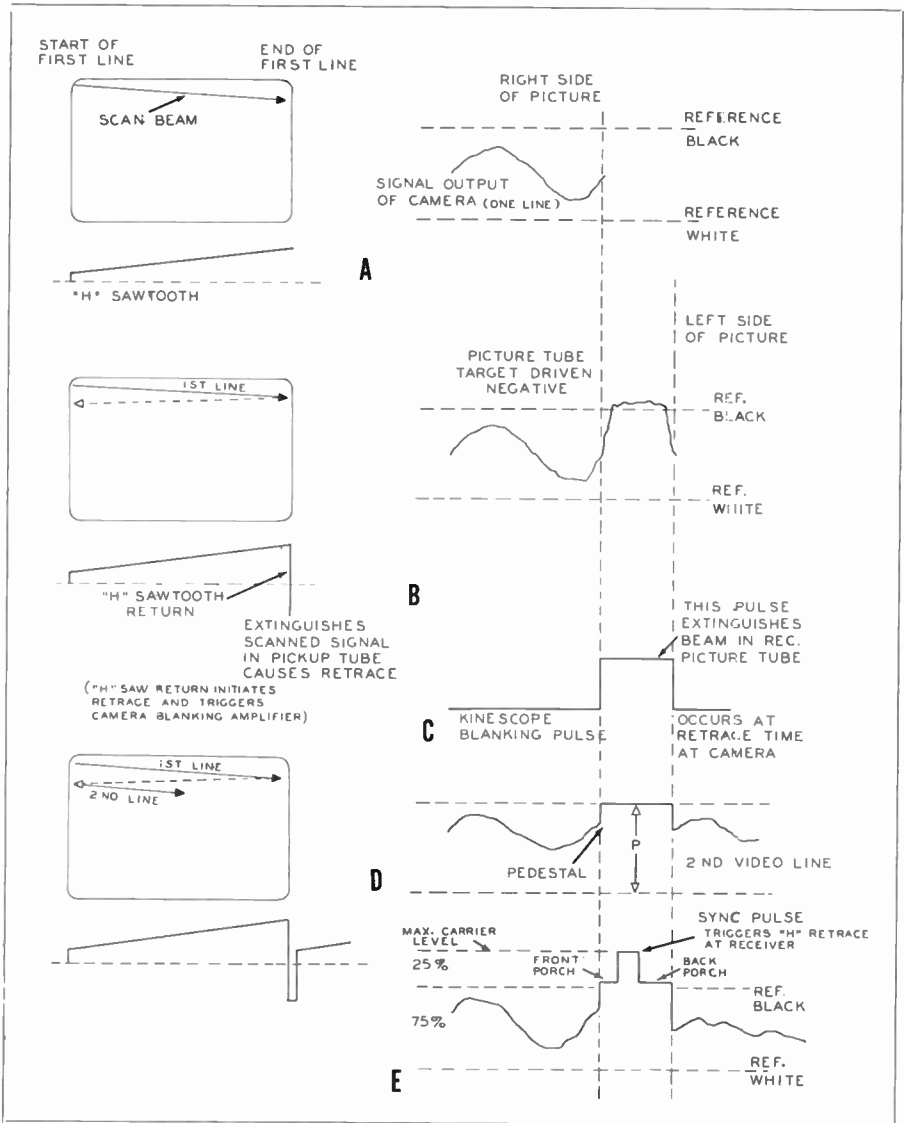 START OF
FIRST LINE
END OF
FIRST LINE
SCAN BEAM
"H" SAWTOOTH
A
RIGHT SIDE
OF PICTURE
REFERENCE
BLACK
SIGNAL OUTPUT
OF CAMERA (ONE LINE)
REFERENCE
WHITE
LEFT SIDE
OF PICTURE
1ST LINE
PICTURE TUBE
TARGET DRIVEN
NEGATIVE
REF.
BLACK
REF.
WHITE
"H" SAWTOOTH
RETURN
B
EXTINGUISHES
SCANNED SIGNAL
IN PICKUP TUBE
CAUSES RETRACE
("H" SAW RETURN INITIATES
RETRACE AND TRIGGERS
CAMERA BLANKING AMPLIFIER)
THIS PULSE
EXTINGUISHES
BEAM IN REC.
PICTURE TUBE
C
KINESCOPE
BLANKING PULSE
OCCURS AT
RETRACE TIME
AT CAMERA
1ST LINE
2ND LINE
D
PEDESTAL
P
2ND VIDEO LINE
SYNC PULSE
TRIGGERS "H" RETRACE
AT RECEIVER
MAX. CARRIER
LEVEL
25%
FRONT
PORCH
BACK
PORCH
REF.
BLACK
75%
REF.
WHITE
E